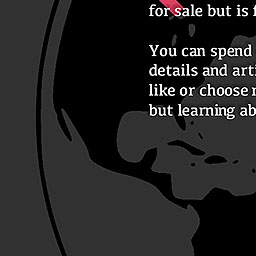 for sale but is f
You can spend
details and arti
like or choose
but learning ab